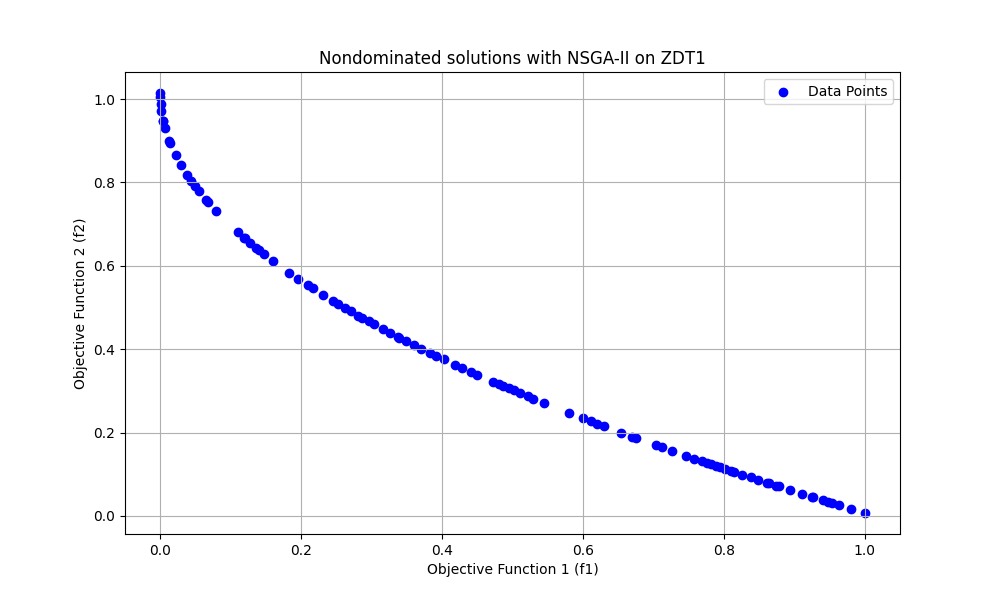 Nondominated solutions with NSGA-II on ZDT1
Data Points
Objective Function 2 (f2)
1.0
0.8
0.6
0.4
0.2
0.0
0.0 0.2 0.4 0.6 0.8 1.0
Objective Function 1 (f1)